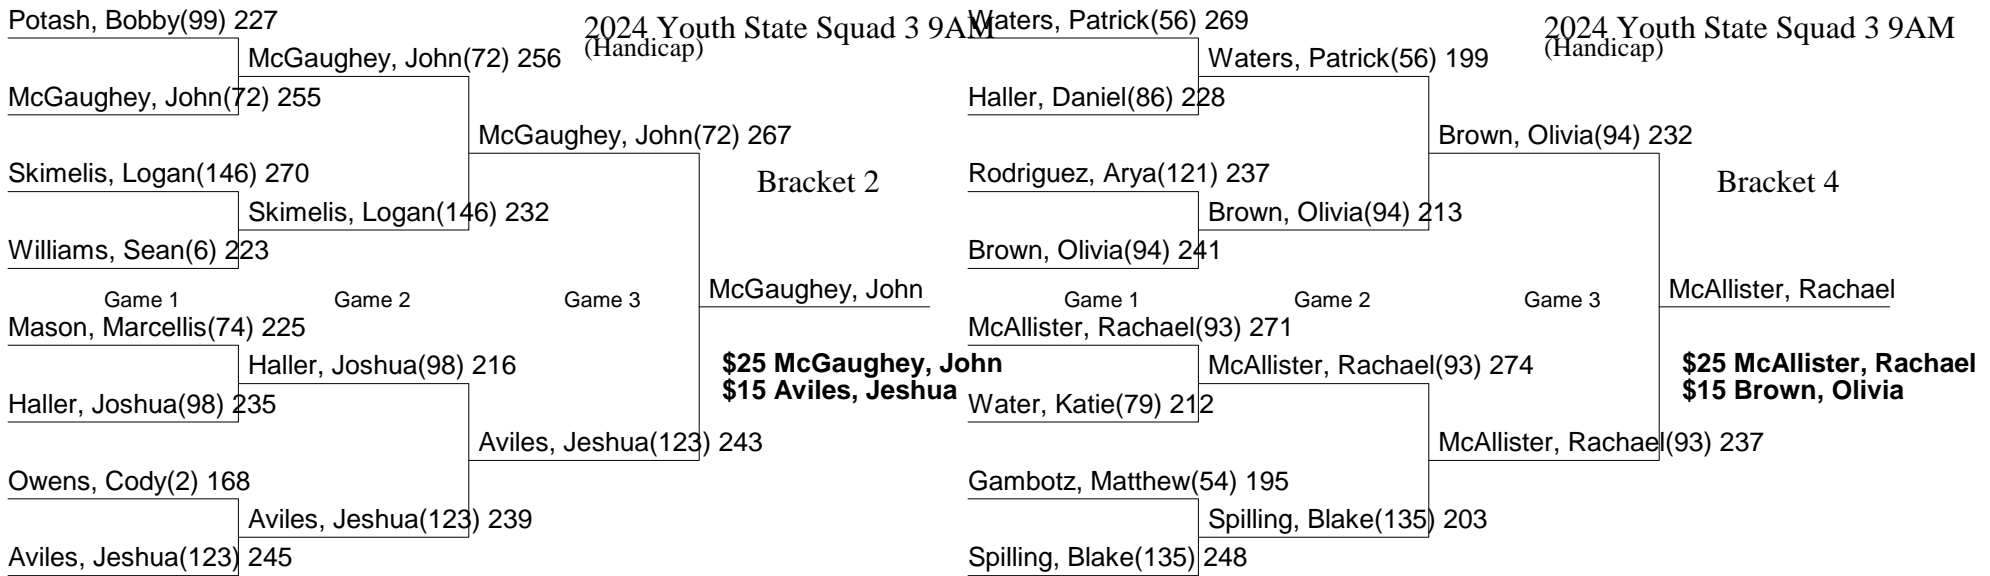 2024 Youth State Squad 3 9AM
(Handicap)
Bracket 2
Potash, Bobby(99) 227
McGaughey, John(72) 256
McGaughey, John(72) 255
McGaughey, John(72) 267
Skimelis, Logan(146) 270
Skimelis, Logan(146) 232
Williams, Sean(6) 223
McGaughey, John
Game 1
Game 2
Game 3
Mason, Marcellis(74) 225
Haller, Joshua(98) 216
$25 McGaughey, John
$15 Aviles, Jeshua
Haller, Joshua(98) 235
Aviles, Jeshua(123) 243
Owens, Cody(2) 168
Aviles, Jeshua(123) 239
Aviles, Jeshua(123) 245
2024 Youth State Squad 3 9AM
(Handicap)
Bracket 4
Waters, Patrick(56) 269
Waters, Patrick(56) 199
Haller, Daniel(86) 228
Brown, Olivia(94) 232
Rodriguez, Arya(121) 237
Brown, Olivia(94) 213
Brown, Olivia(94) 241
McAllister, Rachael
Game 1
Game 2
Game 3
McAllister, Rachael(93) 271
McAllister, Rachael(93) 274
$25 McAllister, Rachael
$15 Brown, Olivia
Water, Katie(79) 212
McAllister, Rachael(93) 237
Gambotz, Matthew(54) 195
Spilling, Blake(135) 203
Spilling, Blake(135) 248